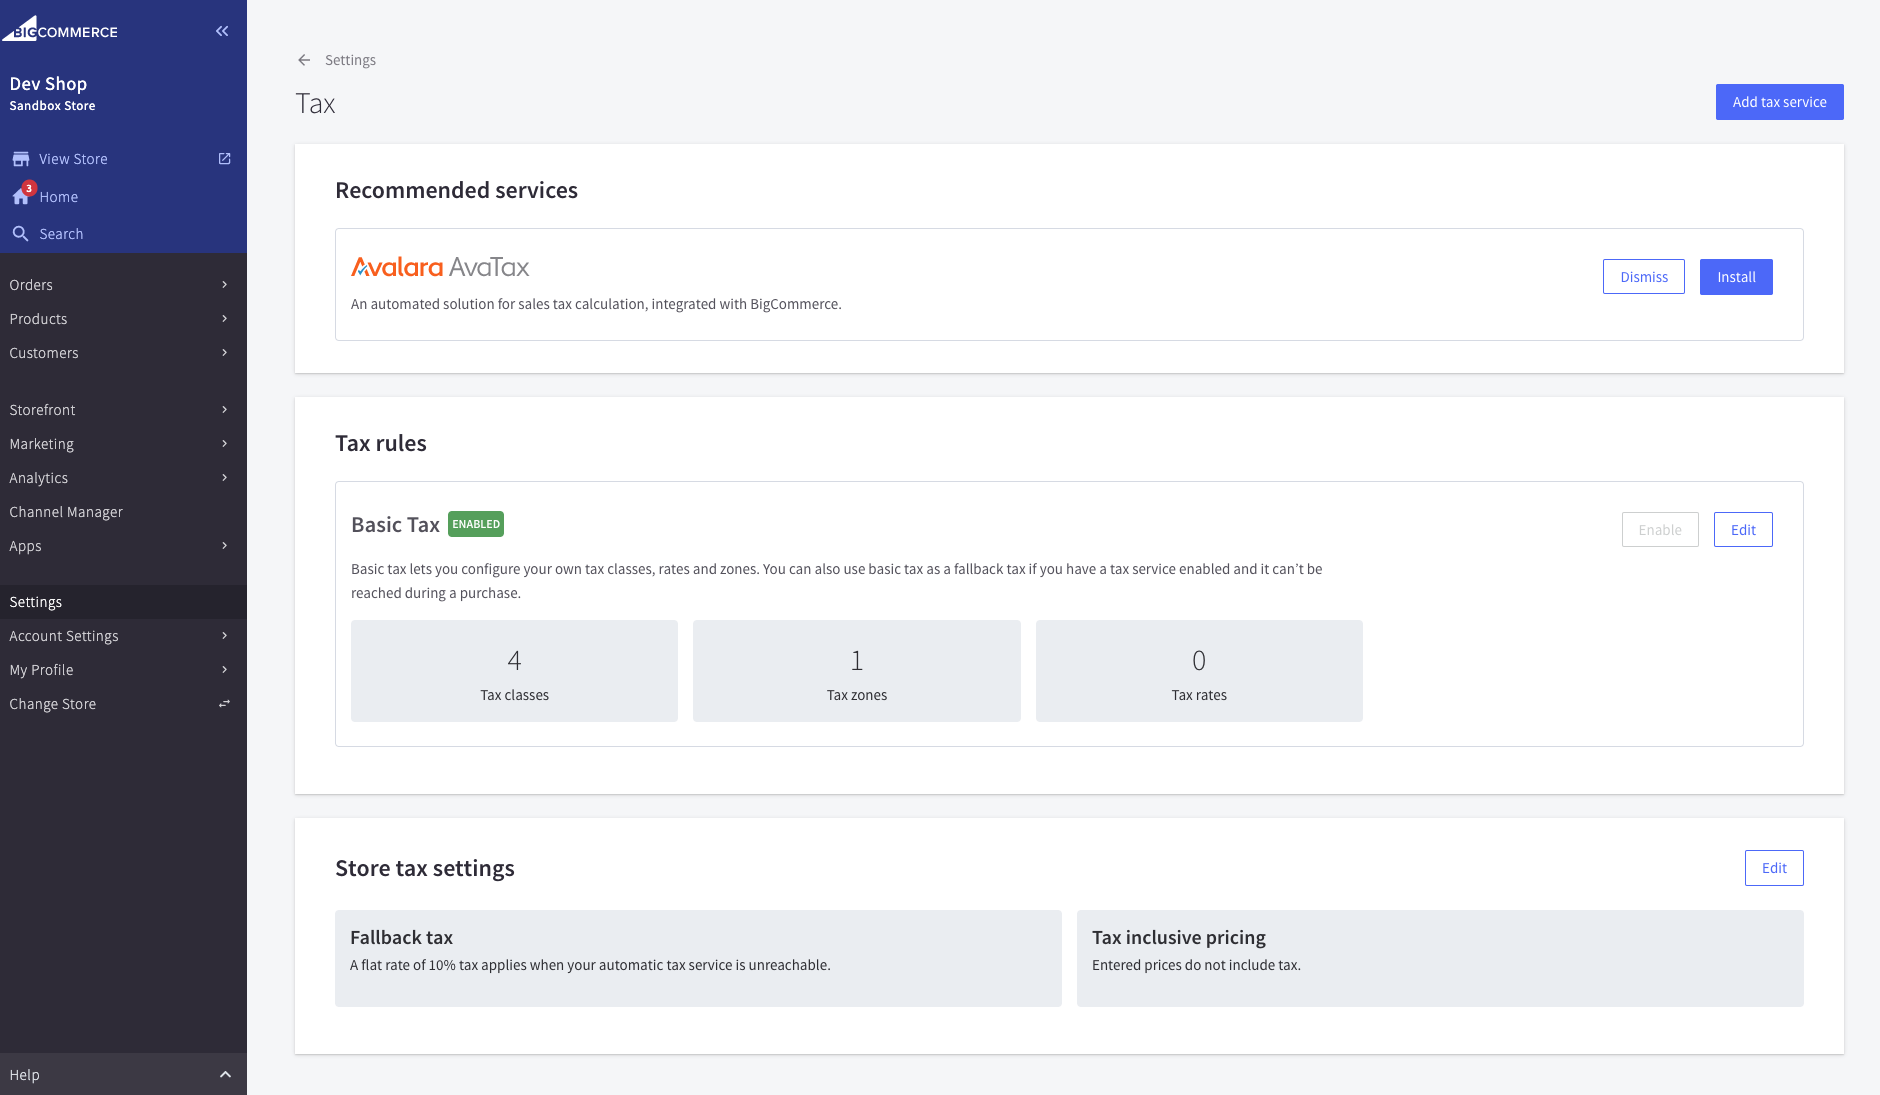 BIGCOMMERCE
Dev Shop
Sandbox Store
View Store
3
Home
Search
Orders
Products
Customers
Storefront
Marketing
Analytics
Channel Manager
Apps
Settings
Account Settings
My Profile
Change Store
Help
Settings
Tax
Add tax service
Recommended services
Avalara AvaTax
An automated solution for sales tax calculation, integrated with BigCommerce.
Dismiss
Install
Tax rules
Basic Tax ENABLED
Enable
Edit
Basic tax lets you configure your own tax classes, rates and zones. You can also use basic tax as a fallback tax if you have a tax service enabled and it can’t be
reached during a purchase.
4
Tax classes
1
Tax zones
0
Tax rates
Store tax settings
Edit
Fallback tax
A flat rate of 10% tax applies when your automatic tax service is unreachable.
Tax inclusive pricing
Entered prices do not include tax.